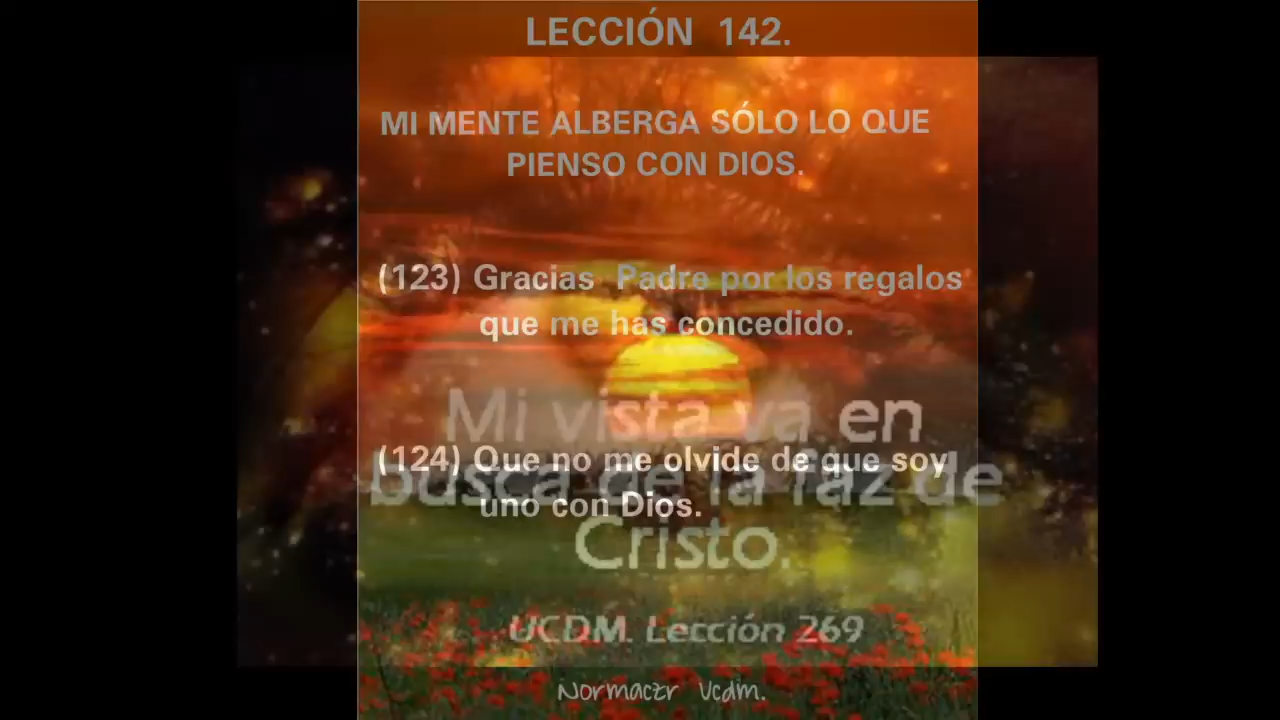 LECCIÓN 142.
MI MENTE ALBERGA SÓLO LO QUE
PIENSO CON DIOS.
(123) Gracias Padre por los regalos
que me has concedido.
Mi vista va en
(124) Que no me olvide de que soy
busca de la faz de
uno con Dios.
Cristo.
UCDM. Lección 269
Normaczr Ucdm.